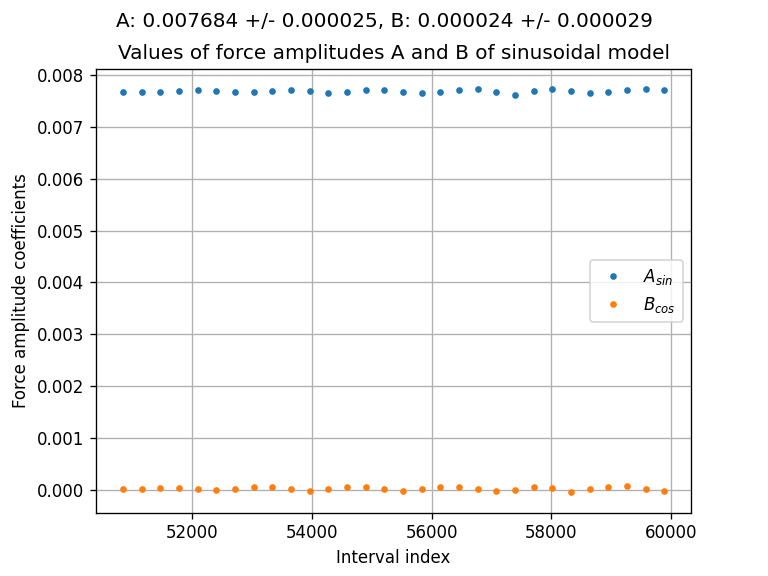 A: 0.007684 +/- 0.000025, B: 0.000024 +/- 0.000029
Values of force amplitudes A and B of sinusoidal model
0.008
0.007
0.006
0.005
0.004
0.003
0.002
0.001
0.000
Force amplitude coefficients
A_sin
B_cos
52000 54000 56000 58000 60000
Interval index